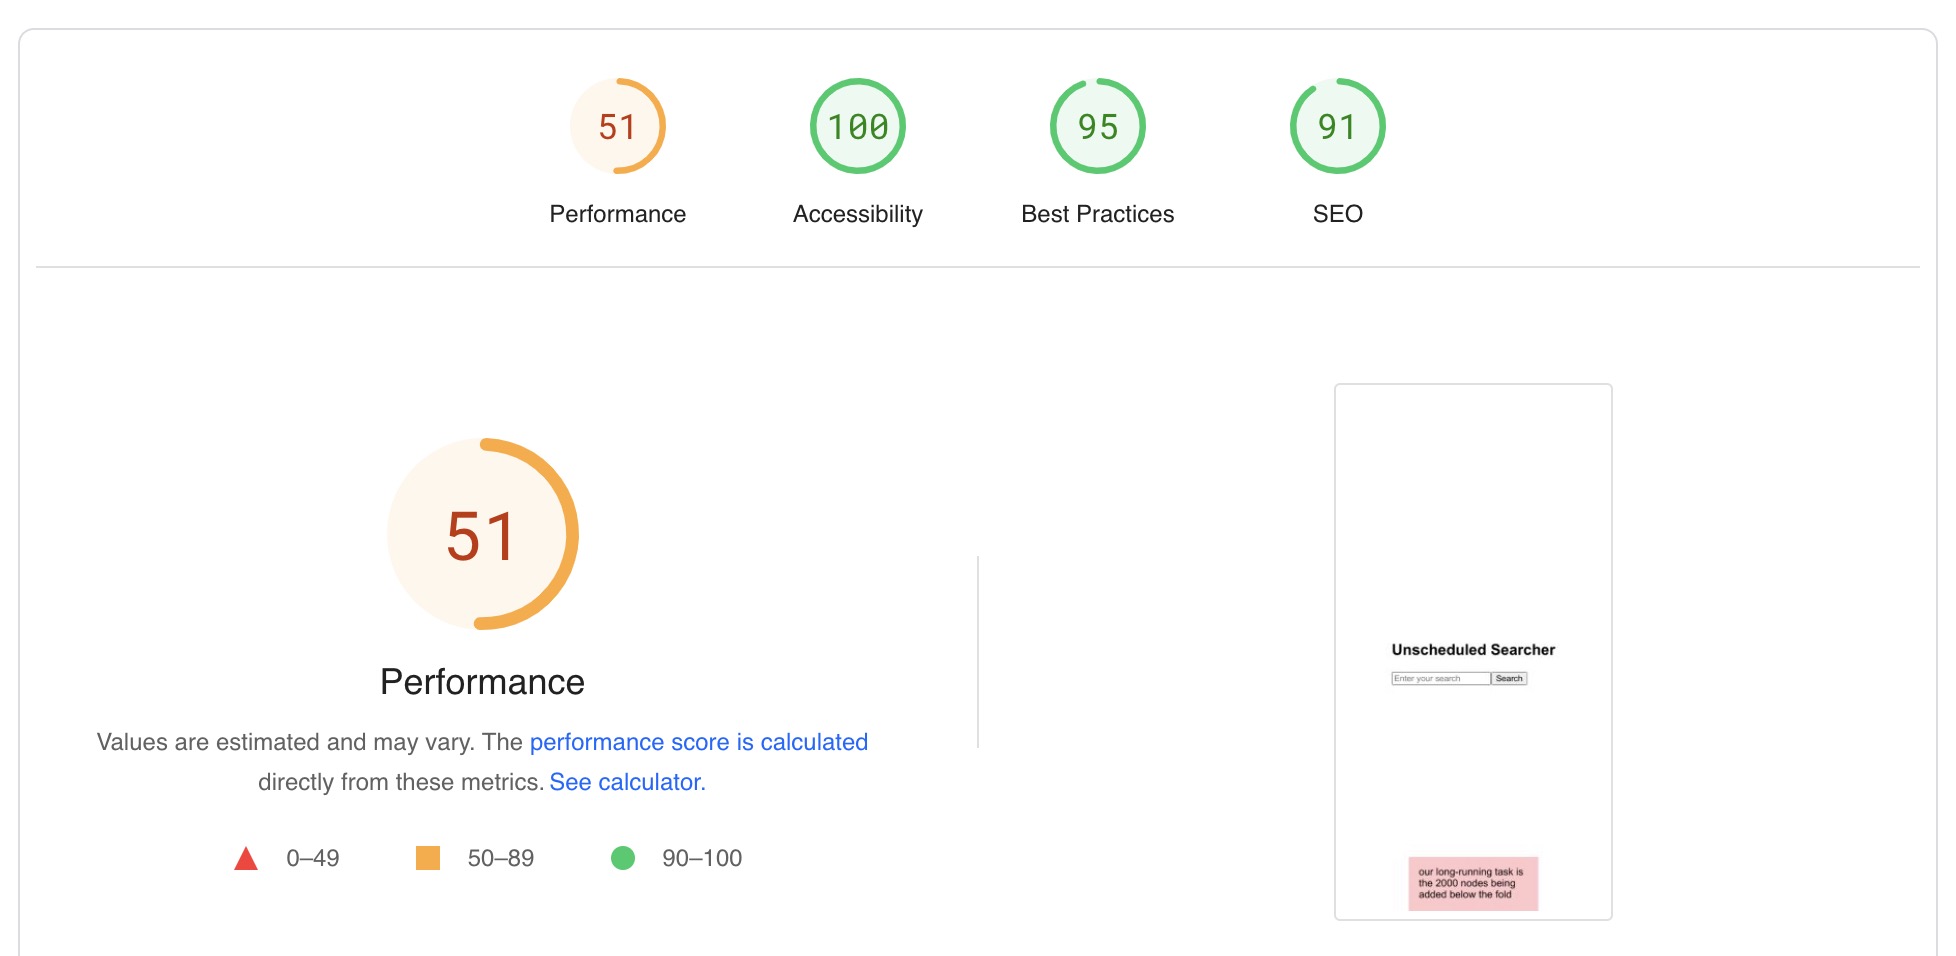 51
100
95
91
Performance
Accessibility
Best Practices
SEO
51
Performance
Values are estimated and may vary. The performance score is calculated
directly from these metrics. See calculator.
0–49
50–89
90–100
Unscheduled Searcher
Enter your search
Search
our long-running task is
the 2000 nodes being
added below the fold